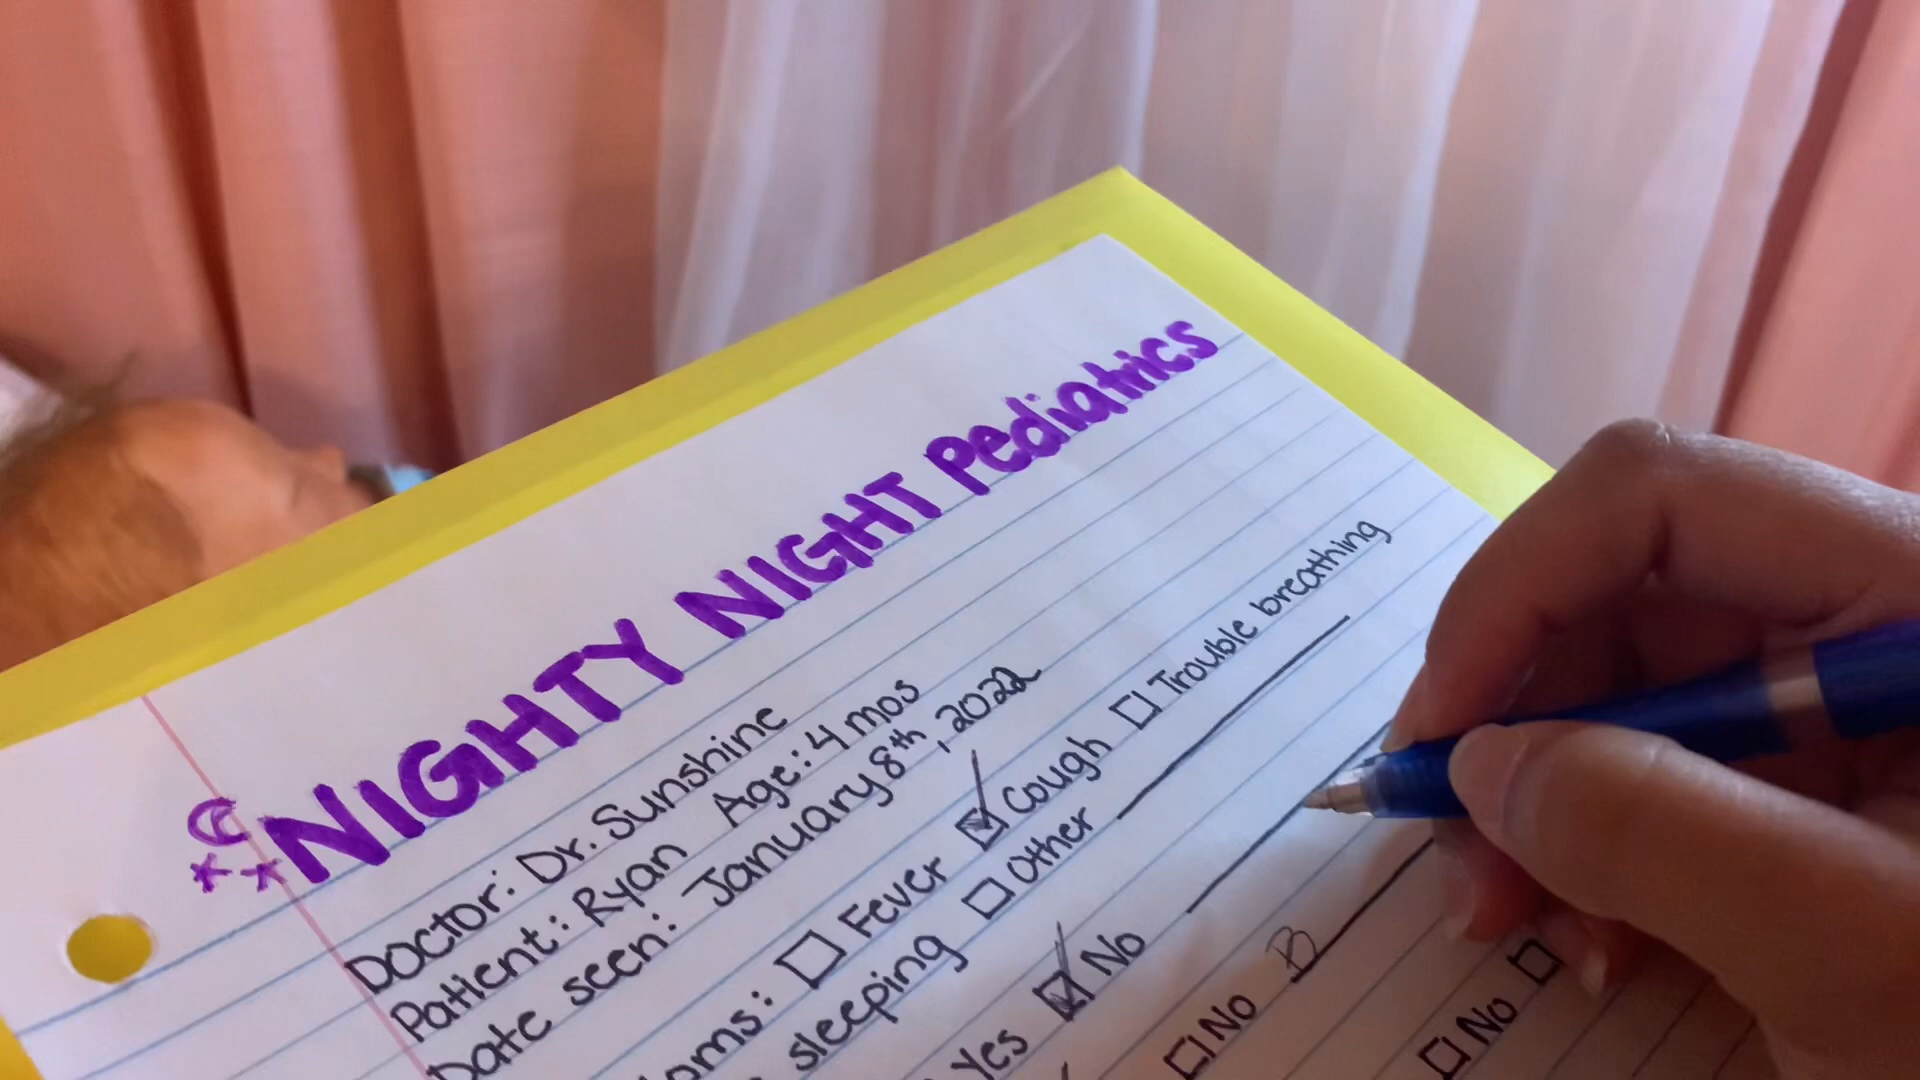 NIGHTY NIGHT Pediatrics
Doctor: Dr. Sunshine
Patient: Ryan Age: 4 mos
Date seen: January 8th, 2022
oms: Fever Cough Trouble breathing
sleeping Other
Yes No
No B
No